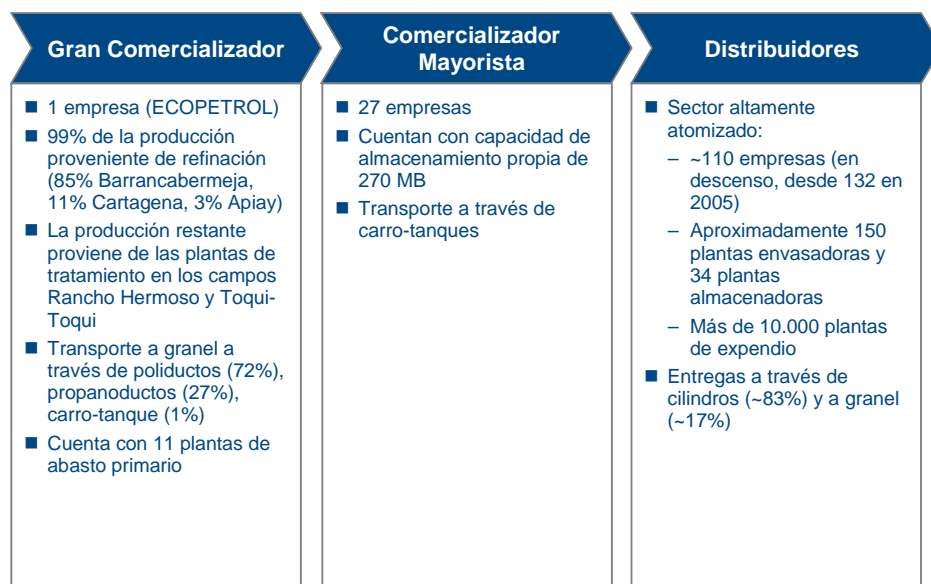 Gran Comercializador
1 empresa (ECOPETROL)
99% de la producción
proveniente de refinación
(85% Barrancabermeja,
11% Cartagena, 3% Apiay)
La producción restante
proviene de las plantas de
tratamiento en los campos
Rancho Hermoso y Toqui-
Toqui
Transporte a granel a
través de poliductos (72%),
propanoductos (27%),
carro-tanque (1%)
Cuenta con 11 plantas de
abasto primario
Comercializador
Mayorista
27 empresas
Cuentan con capacidad de
almacenamiento propia de
270 MB
Transporte a través de
carro-tanques
Distribuidores
Sector altamente
atomizado:
– ~110 empresas (en
descenso, desde 132 en
2005)
– Aproximadamente 150
plantas envasadoras y
34 plantas
almacenadoras
– Más de 10.000 plantas
de expendio
Entregas a través de
cilindros (~83%) y a granel
(~17%)